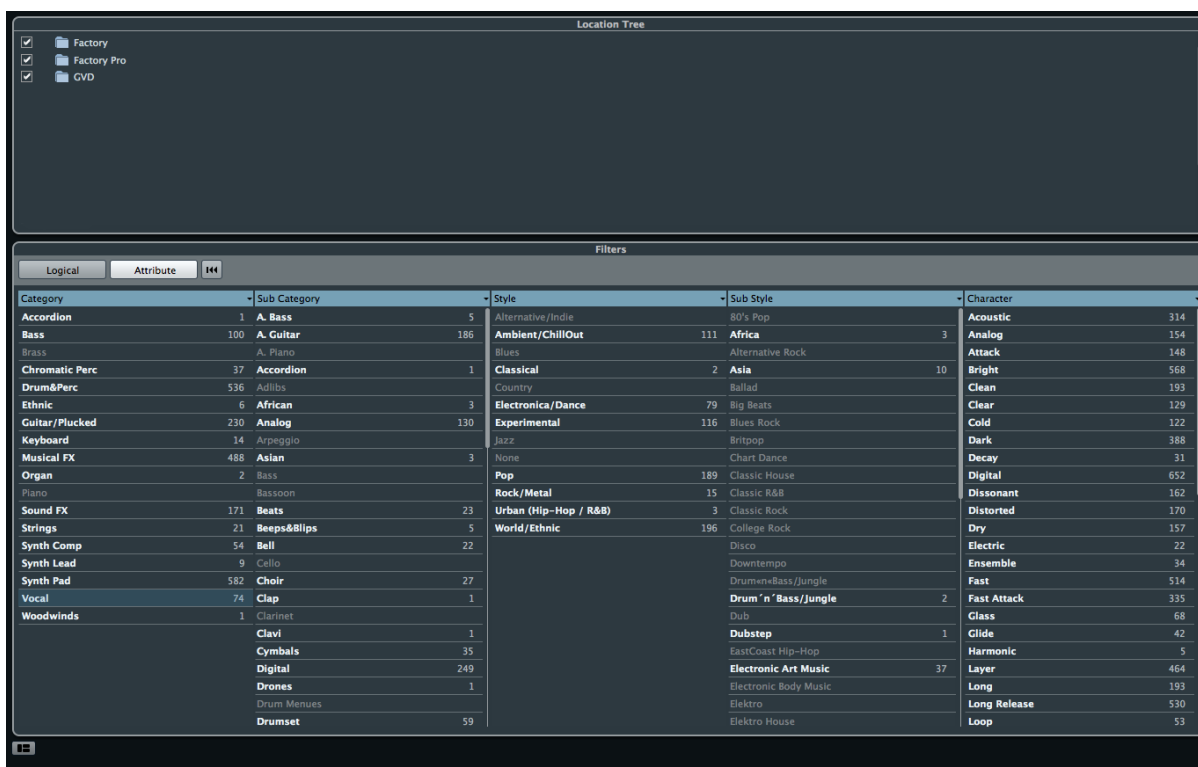 Location Tree
Factory
Factory Pro
GVD
Filters
Logical Attribute
Category Sub Category Style Sub Style Character
Accordion 1 A. Bass 5 Alternative/Indie 80's Pop Acoustic 314
Bass 100 A. Guitar 186 Ambient/ChillOut 111 Africa 3 Analog 154
Brass A. Piano Blues Alternative Rock Attack 148
Chromatic Perc 37 Accordion 1 Classical 2 Asia 10 Bright 568
Drum&Perc 536 Adlibs Country Ballad Clean 193
Ethnic 6 African 3 Electronica/Dance 79 Big Beats Clear 129
Guitar/Plucked 230 Analog 130 Experimental 116 Blues Rock Cold 122
Keyboard 14 Arpeggio Jazz Britpop Dark 388
Musical FX 488 Asian 3 None Chart Dance Decay 31
Organ 2 Bass Pop 189 Classic House Digital 652
Piano Bassoon Rock/Metal 15 Classic R&B Dissonant 162
Sound FX 171 Beats 23 Urban (Hip-Hop / R&B) 3 Classic Rock Distorted 170
Strings 21 Beeps&Blips 5 World/Ethnic 196 College Rock Dry 157
Synth Comp 54 Bell 22 Disco Electric 22
Synth Lead 9 Cello Downtempo Ensemble 34
Synth Pad 582 Choir 27 Drum«n«Bass/Jungle Fast 514
Vocal 74 Clap 1 Drum´n´Bass/Jungle 2 Fast Attack 335
Woodwinds 1 Clarinet Dub Glass 68
Clavi 1 Dubstep 1 Glide 42
Cymbals 35 EastCoast Hip-Hop Harmonic 5
Digital 249 Electronic Art Music 37 Layer 464
Drones 1 Electronic Body Music Long 193
Drum Menues Elektro Long Release 530
Drumset 59 Elektro House Loop 53